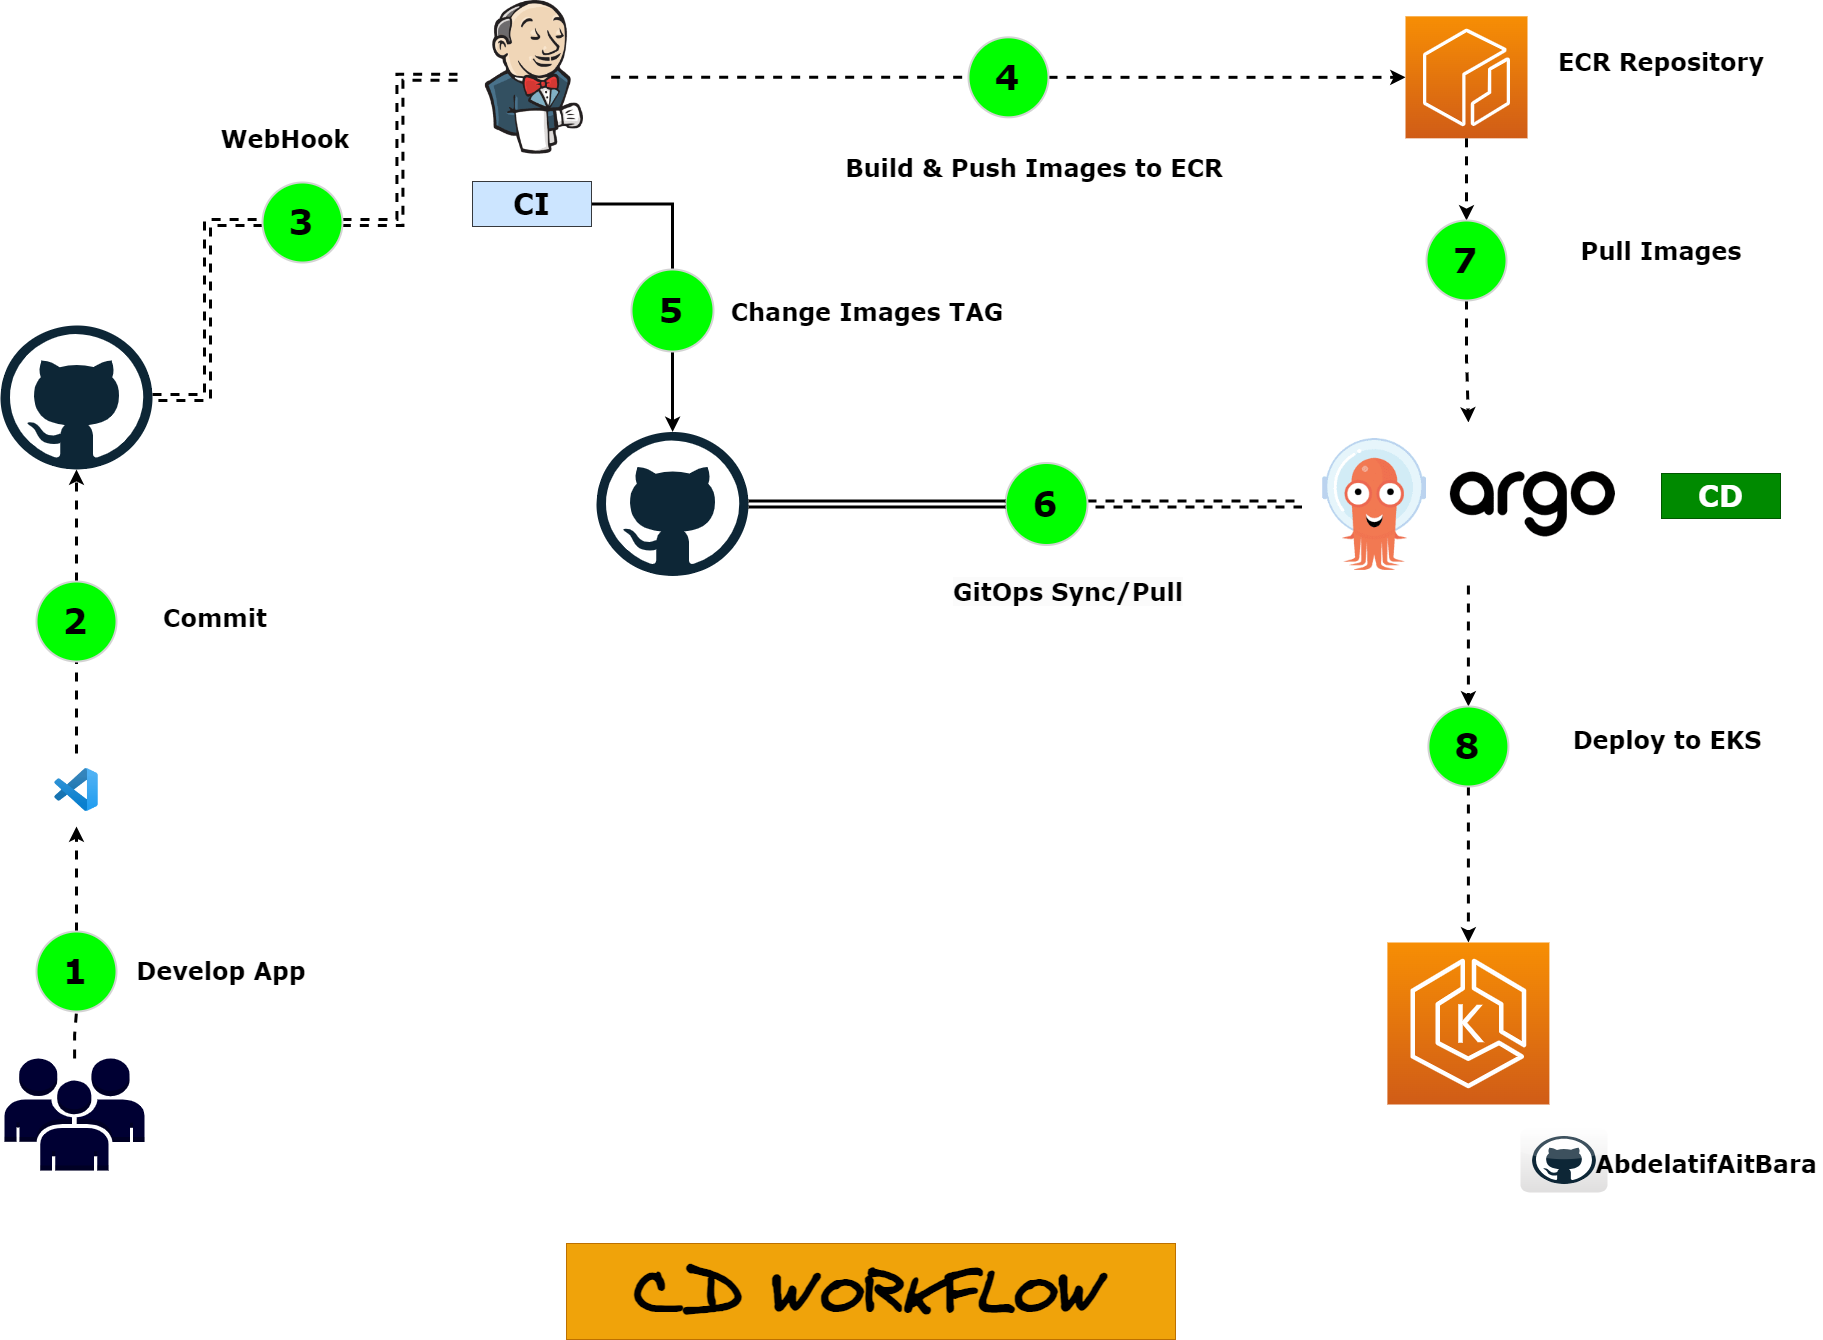 4
ECR Repository
WebHook
Build & Push Images to ECR
CI
3
7
Pull Images
5
Change Images TAG
argo
CD
6
GitOps Sync/Pull
2
Commit
8
Deploy to EKS
1
Develop App
K
AbdelatifAitBara
CD WORKFLOW